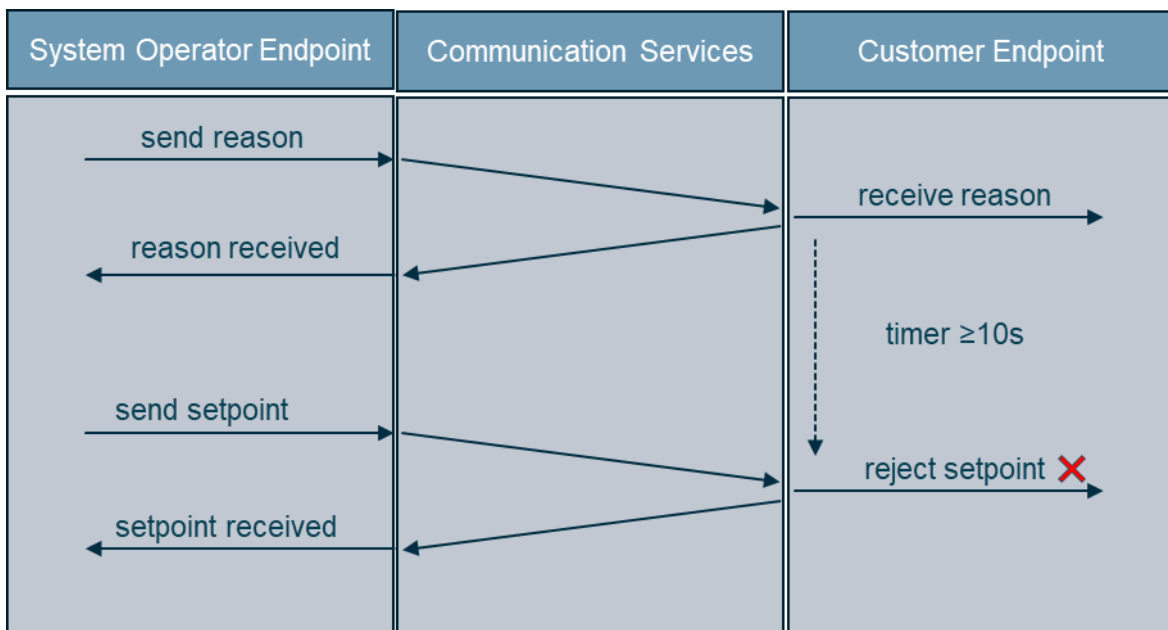 System Operator Endpoint
Communication Services
Customer Endpoint
send reason
receive reason
reason received
timer ≥10s
send setpoint
reject setpoint
setpoint received